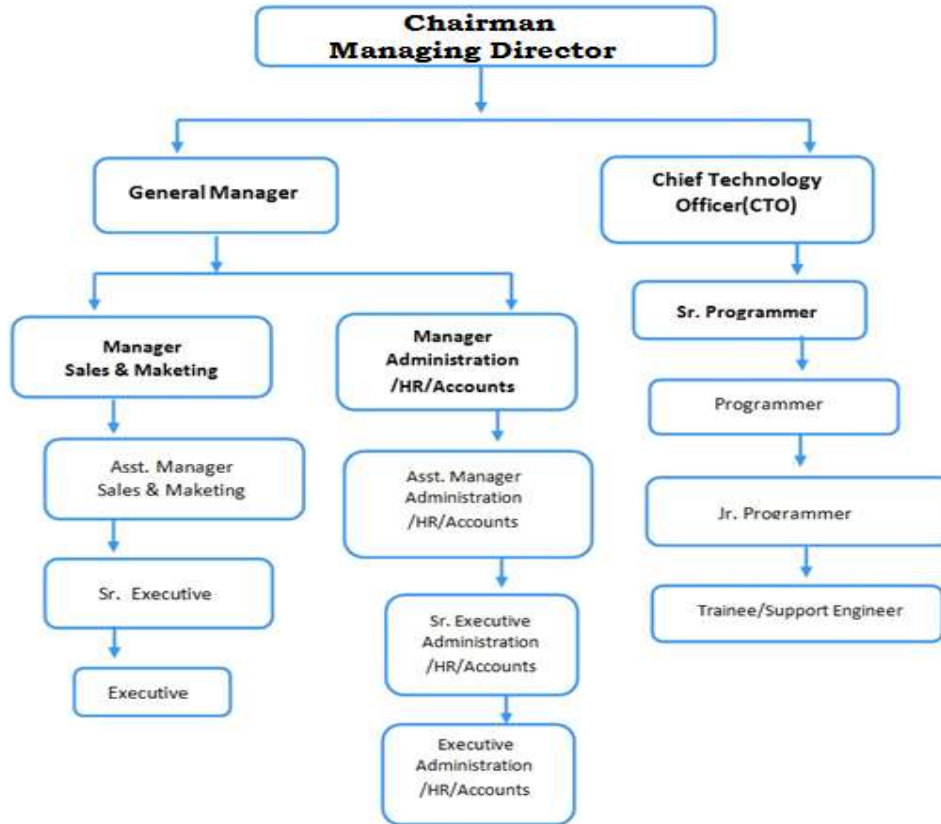 Chairman
Managing Director
General Manager
Chief Technology
Officer(CTO)
Manager
Sales & Maketing
Manager
Administration
/HR/Accounts
Sr. Programmer
Programmer
Asst. Manager
Sales & Maketing
Asst. Manager
Administration
/HR/Accounts
Jr. Programmer
Sr. Executive
Sr. Executive
Administration
/HR/Accounts
Trainee/Support Engineer
Executive
Executive
Administration
/HR/Accounts